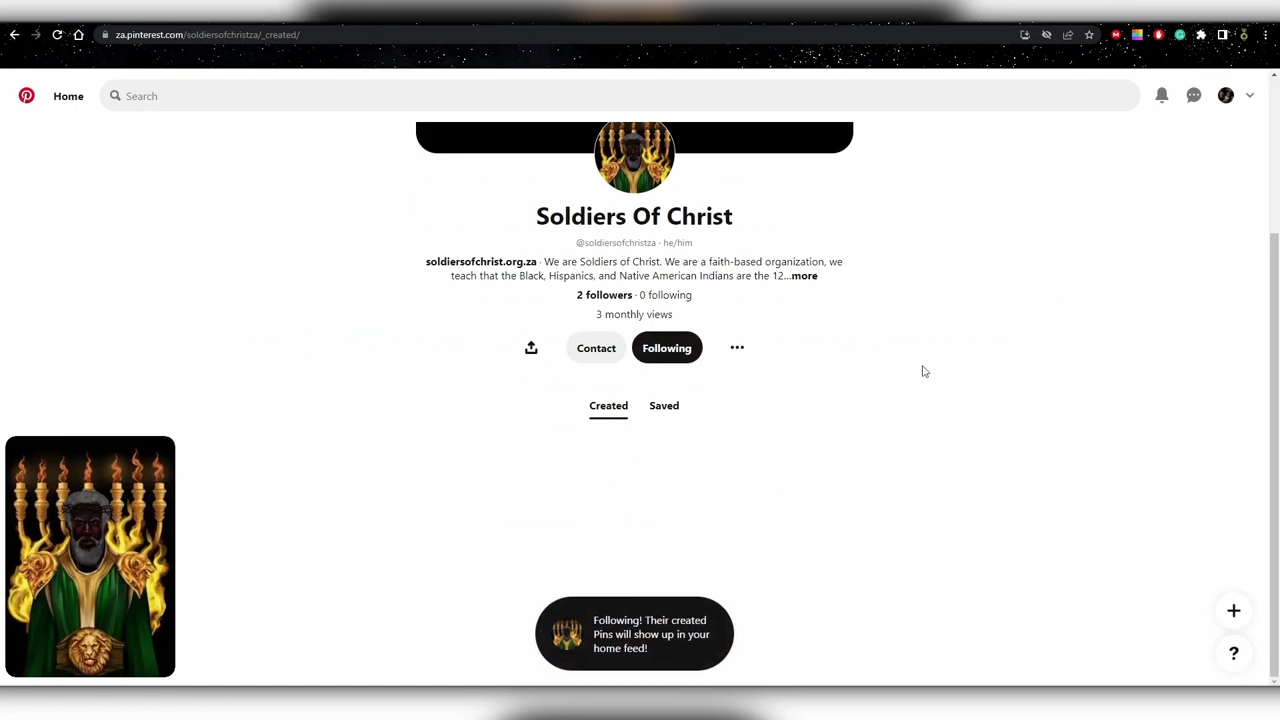 za.pinterest.com/soldiersofchristza/_created/
Home
Search
Soldiers Of Christ
@soldiersofchristza · he/him
soldiersofchrist.org.za · We are Soldiers of Christ. We are a faith-based organization, we
teach that the Black, Hispanics, and Native American Indians are the 12...more
2 followers · 0 following
3 monthly views
Contact
Following
Created
Saved
Following! Their created
Pins will show up in your
home feed!